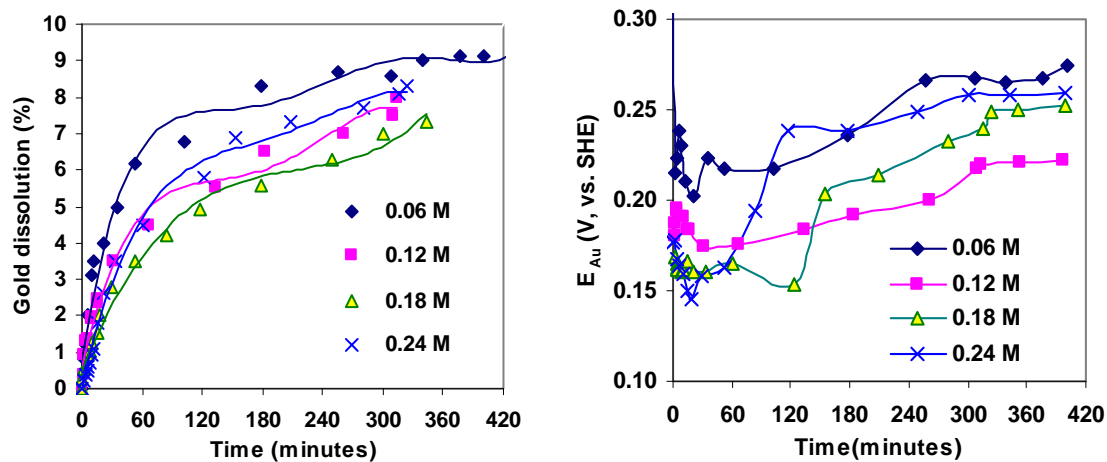 Gold dissolution (%)
10
9
8
7
6
5
4
3
2
1
0
0 60 120 180 240 300 360 420
Time (minutes)
0.06 M
0.12 M
0.18 M
0.24 M
E Au (V, vs. SHE)
0.30
0.25
0.20
0.15
0.10
0 60 120 180 240 300 360 420
Time(minutes)
0.06 M
0.12 M
0.18 M
0.24 M